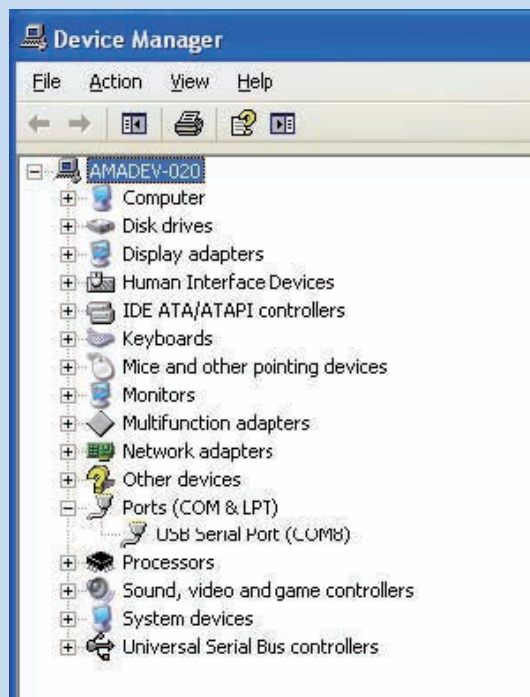 Device Manager
File Action View Help
AMADEV-020
Computer
Disk drives
Display adapters
Human Interface Devices
IDE ATA/ATAPI controllers
Keyboards
Mice and other pointing devices
Monitors
Multifunction adapters
Network adapters
Other devices
Ports (COM & LPT)
USB Serial Port (COM8)
Processors
Sound, video and game controllers
System devices
Universal Serial Bus controllers